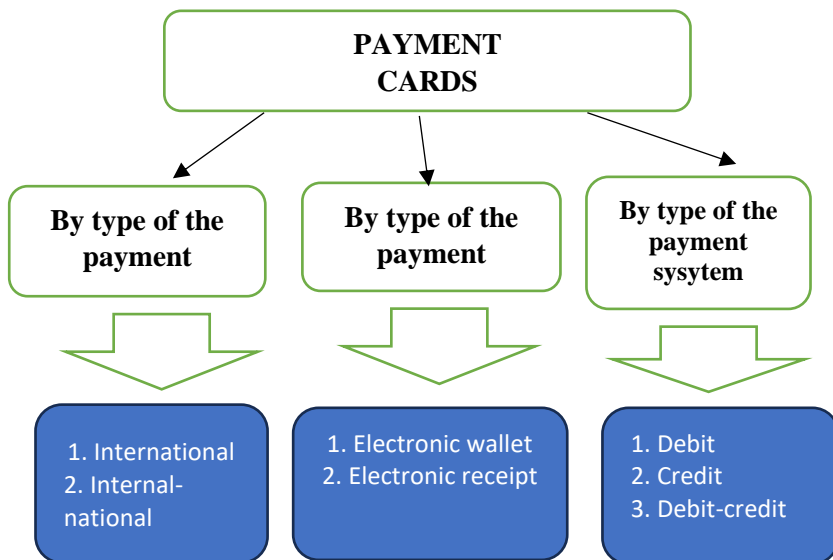 PAYMENT
CARDS
By type of the
payment
By type of the
payment
By type of the
payment
sysytem
1. International
2. Internal-
national
1. Electronic wallet
2. Electronic receipt
1. Debit
2. Credit
3. Debit-credit